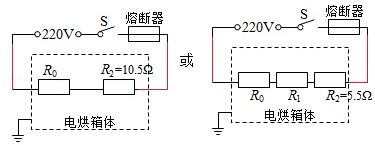 220V S 熔断器
R₀ R₂=10.5Ω
电烘箱体
或
220V S 熔断器
R₀ R₁ R₂=5.5Ω
电烘箱体